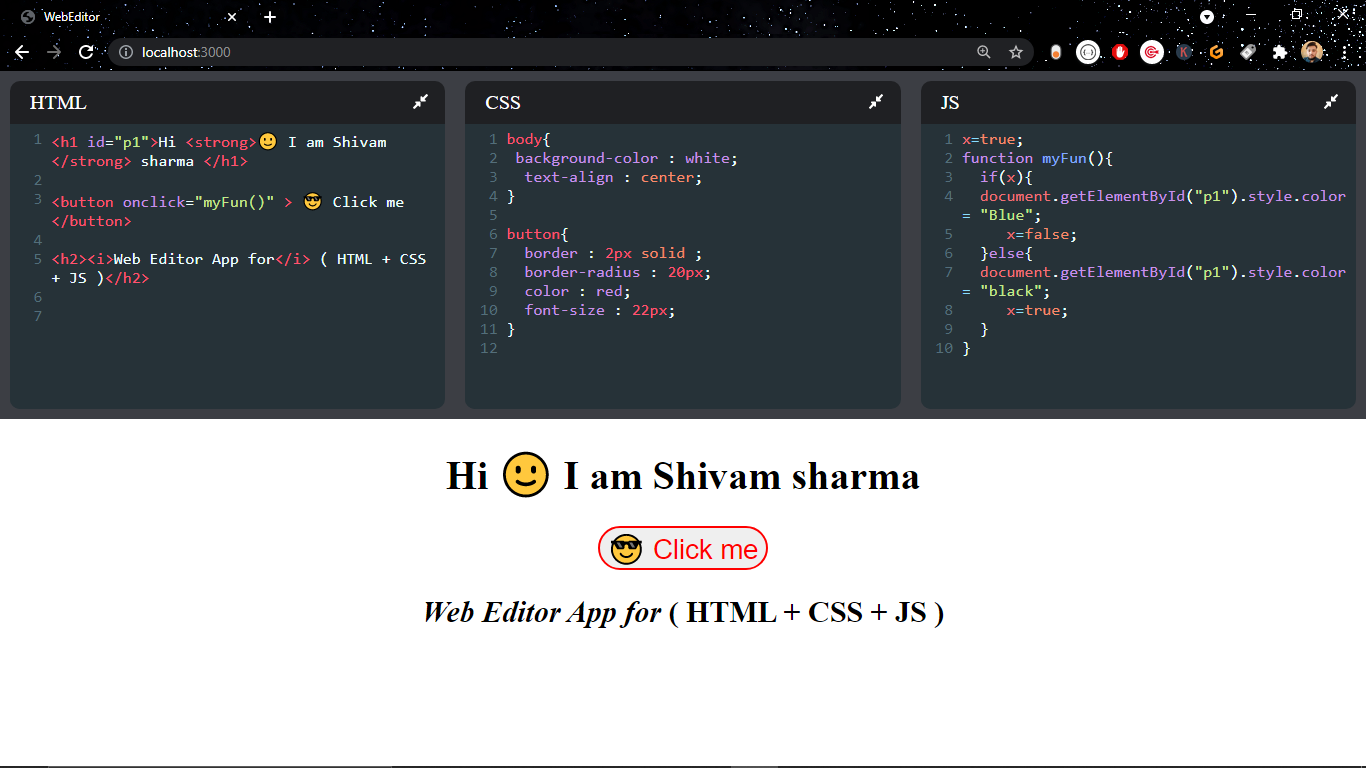 WebEditor
localhost:3000
HTML
1 <h1 id="p1">Hi <strong>🙂 I am Shivam
</strong> sharma </h1>
2
3 <button onclick="myFun()" > 😎 Click me
</button>
4
5 <h2><i>Web Editor App for</i> ( HTML + CSS
+ JS )</h2>
6
7
CSS
1 body{
2 background-color : white;
3 text-align : center;
4 }
5
6 button{
7 border : 2px solid ;
8 border-radius : 20px;
9 color : red;
10 font-size : 22px;
11 }
12
JS
1 x=true;
2 function myFun(){
3 if(x){
4 document.getElementById("p1").style.color
= "Blue";
5 x=false;
6 }else{
7 document.getElementById("p1").style.color
= "black";
8 x=true;
9 }
10 }
Hi 🙂 I am Shivam sharma
😎 Click me
Web Editor App for ( HTML + CSS + JS )